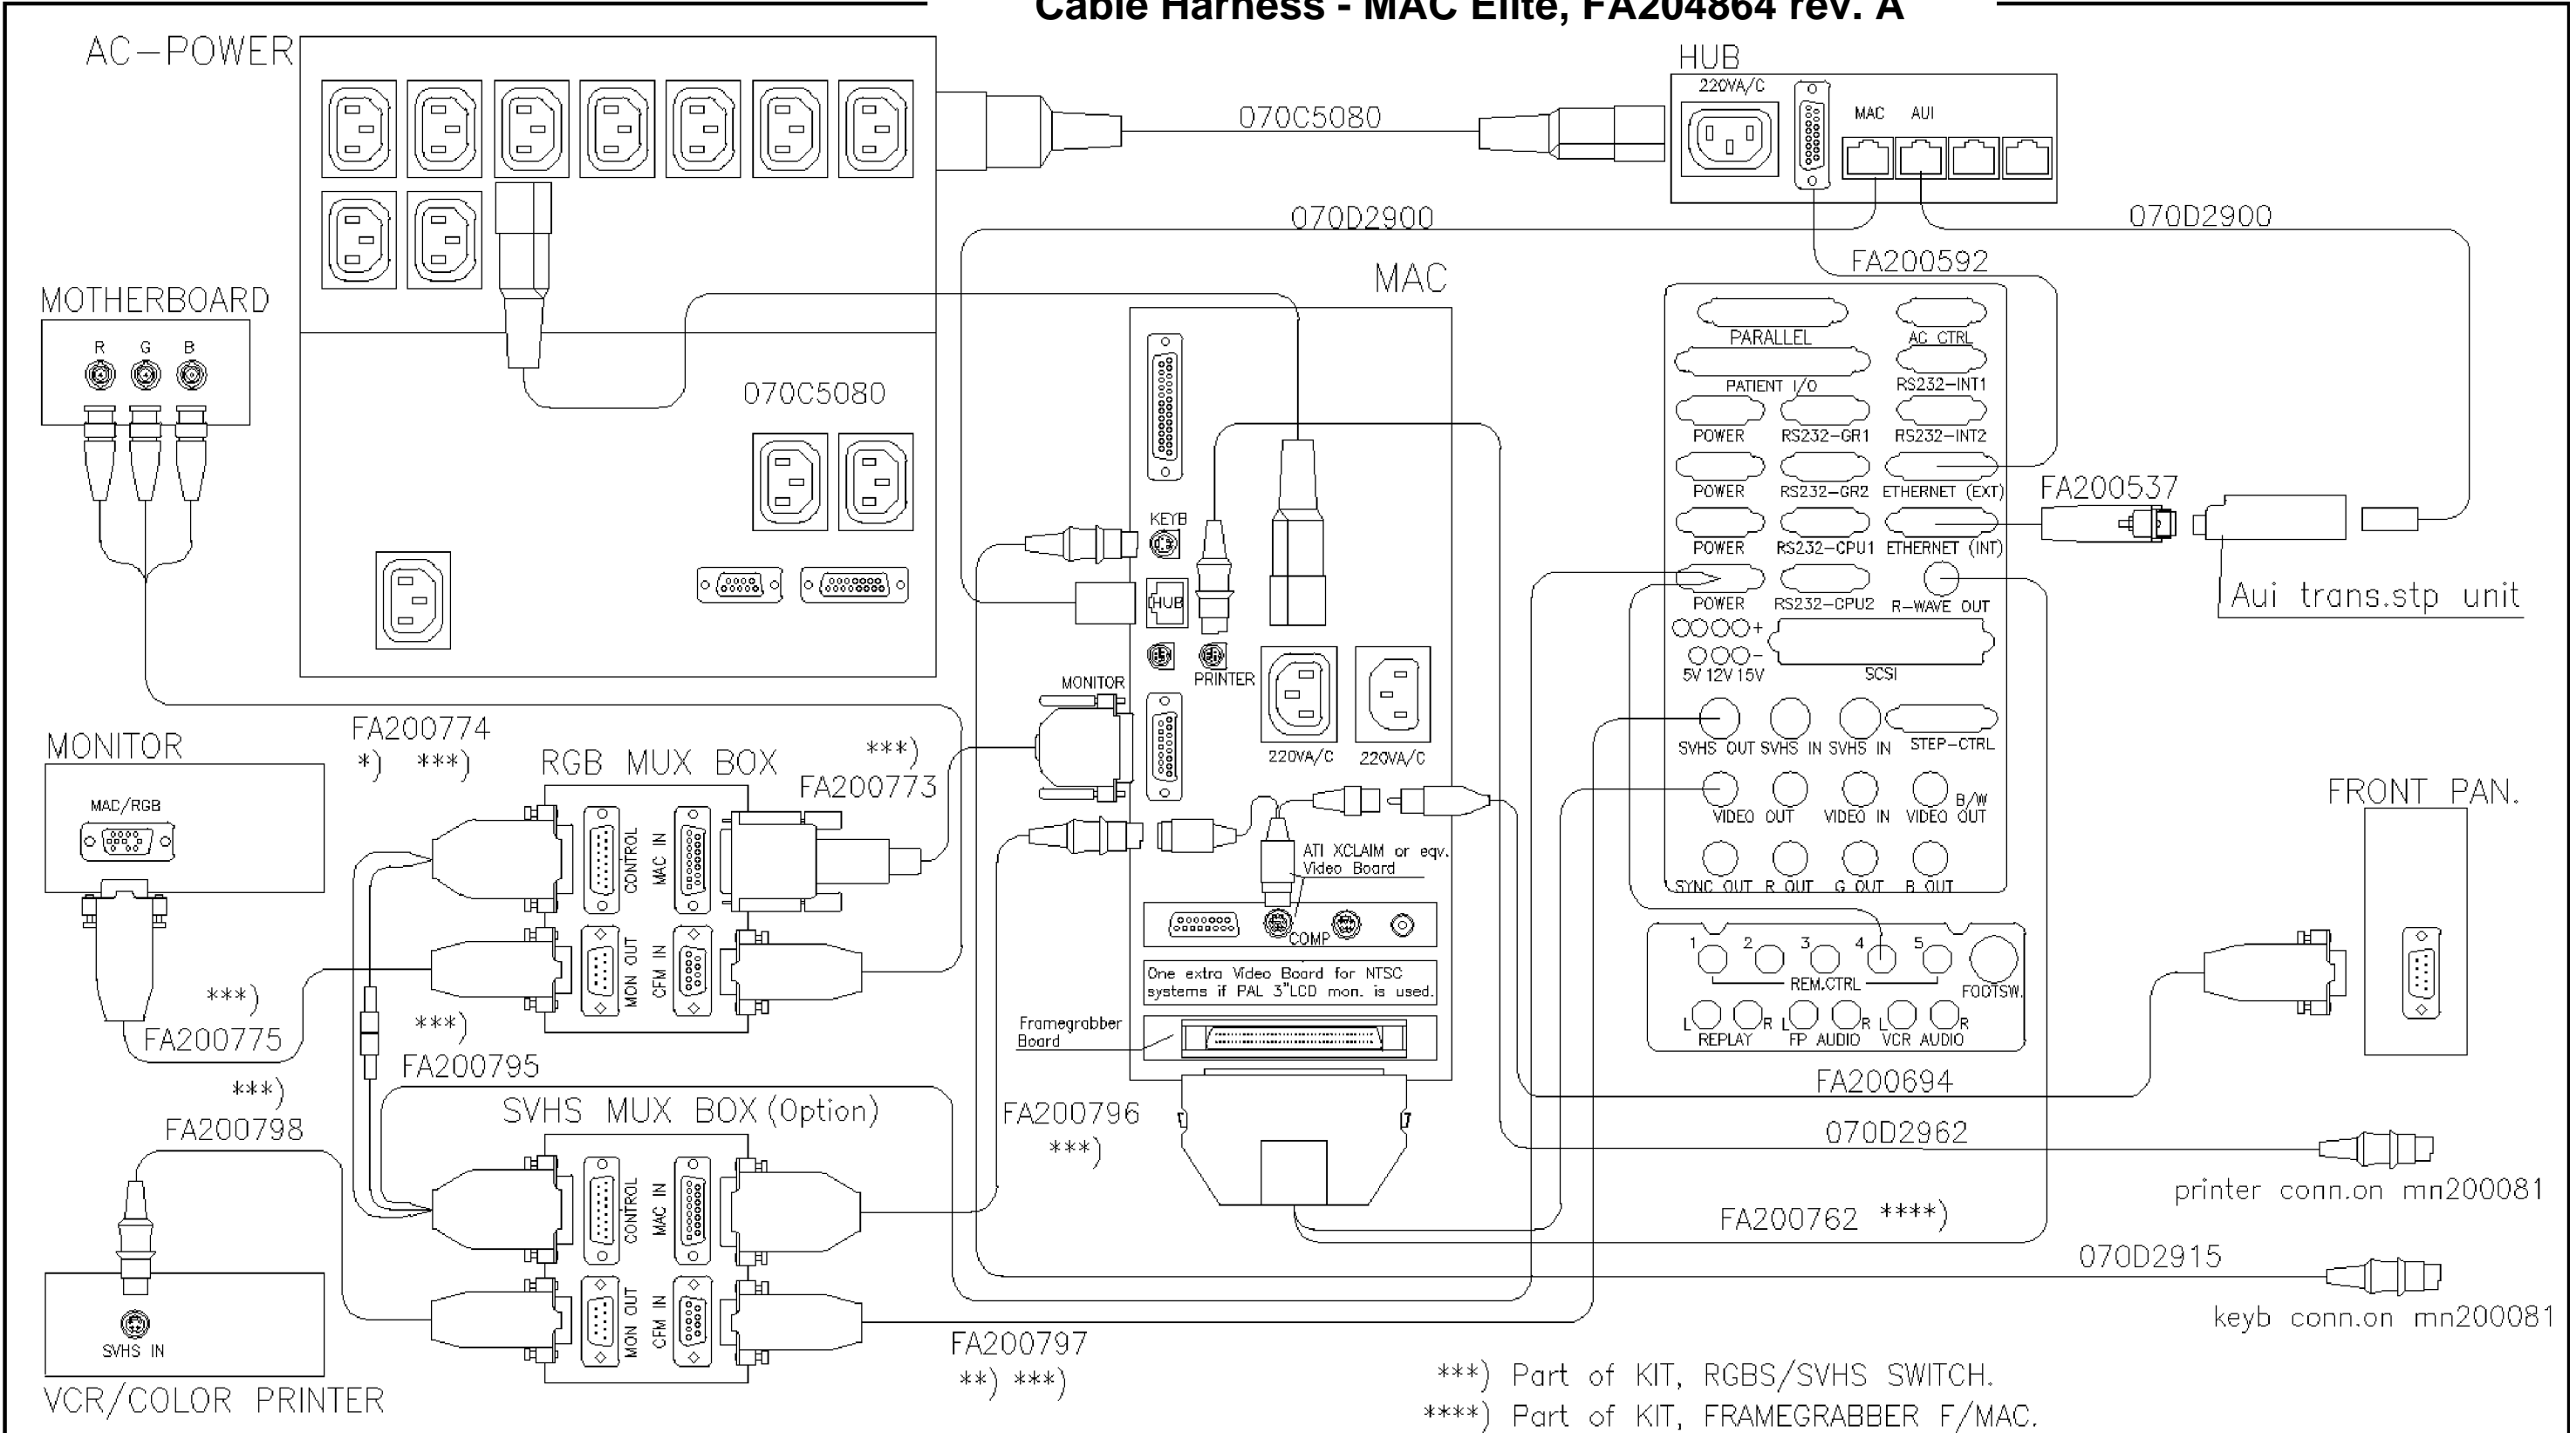 Cable Harness - MAC Elite, FA204864 rev. A
AC-POWER
HUB
220VA/C
MAC AUI
070C5080
070D2900
070D2900
FA200592
MAC
MOTHERBOARD
R G B
070C5080
PARALLEL AC CTRL
PATIENT I/O RS232-INT1
POWER RS232-GR1 RS232-INT2
POWER RS232-GR2 ETHERNET (EXT)
FA200537
KEYB
POWER RS232-CPU1 ETHERNET (INT)
HUB
POWER RS232-CPU2 R-WAVE OUT
Aui trans.stp unit
+
-
5V 12V 15V
SCSI
MONITOR
PRINTER
220VA/C 220VA/C
SVHS OUT SVHS IN SVHS IN STEP-CTRL
MONITOR
MAC/RGB
FA200774
*) ***)
RGB MUX BOX
***)
FA200773
CONTROL
MAC IN
MON OUT
CFM IN
VIDEO OUT VIDEO IN B/W VIDEO OUT
FRONT PAN.
ATI XCLAIM or eqv.
Video Board
SYNC OUT R OUT G OUT B OUT
COMP
1 2 3 4 5
REM.CTRL
FOOTSW.
One extra Video Board for NTSC
systems if PAL 3"LCD mon. is used.
L R L R L R
REPLAY FP AUDIO VCR AUDIO
Framegrabber
Board
***)
FA200775
***)
FA200795
***)
FA200798
FA200694
SVHS MUX BOX (Option)
FA200796
***)
CONTROL
MAC IN
MON OUT
CFM IN
070D2962
printer conn.on mn200081
FA200762 ****)
070D2915
keyb conn.on mn200081
SVHS IN
VCR/COLOR PRINTER
FA200797
**) ***)
***) Part of KIT, RGBS/SVHS SWITCH.
****) Part of KIT, FRAMEGRABBER F/MAC.